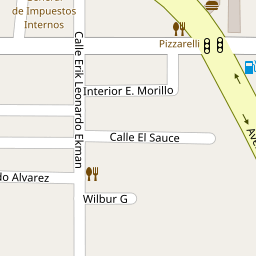 de Impuestos
Internos
Pizzarelli
Calle Erik Leonardo Ekman
Interior E. Morillo
Calle El Sauce
do Alvarez
Wilbur G